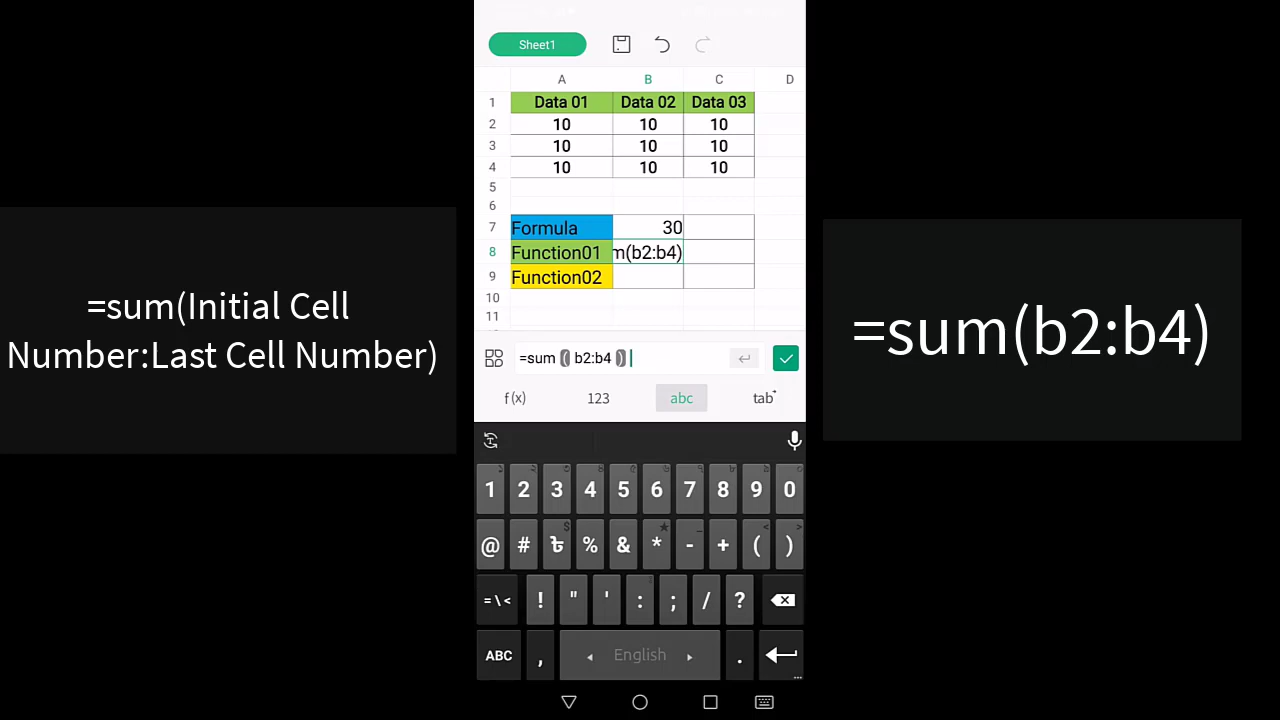 Sheet1
A B C D
1 Data 01 Data 02 Data 03
2 10 10 10
3 10 10 10
4 10 10 10
5
6
7 Formula 30
8 Function01 m(b2:b4)
9 Function02
10
11
=sum ( b2:b4 )
f(x) 123 abc tab
1 2 3 4 5 6 7 8 9 0
@ # ৳ % & * - + ( )
= \ < ! " ' : ; / ?
ABC , English .
=sum(Initial Cell
Number:Last Cell Number)
=sum(b2:b4)